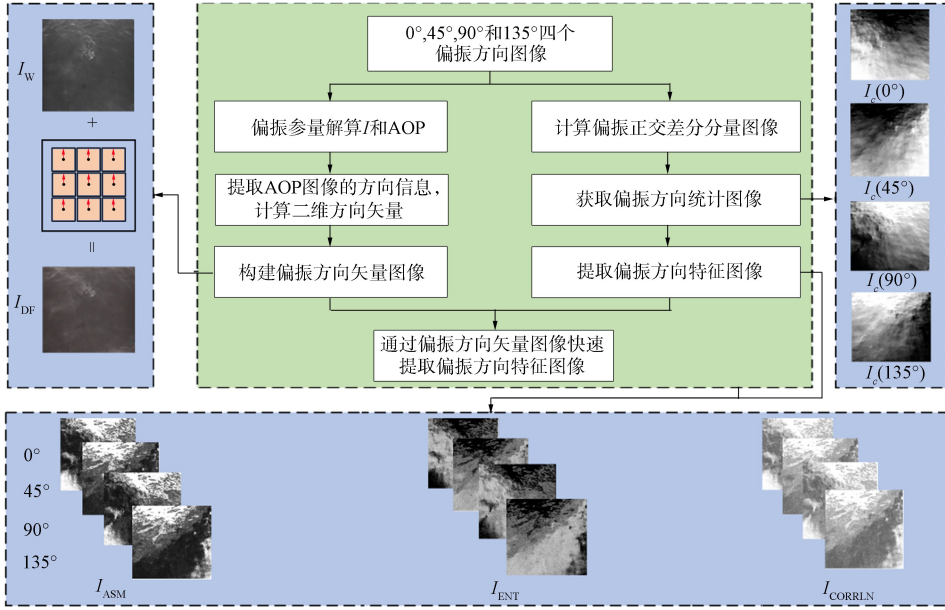 I_W
+
=
I_DF
0°,45°,90°和135°四个
偏振方向图像
偏振参量解算I和AOP
提取AOP图像的方向信息，
计算二维方向矢量
构建偏振方向矢量图像
计算偏振正交差分分量图像
获取偏振方向统计图像
提取偏振方向特征图像
通过偏振方向矢量图像快速
提取偏振方向特征图像
I_c(0°)
I_c(45°)
I_c(90°)
I_c(135°)
0°
45°
90°
135°
I_ASM
I_ENT
I_CORRLN